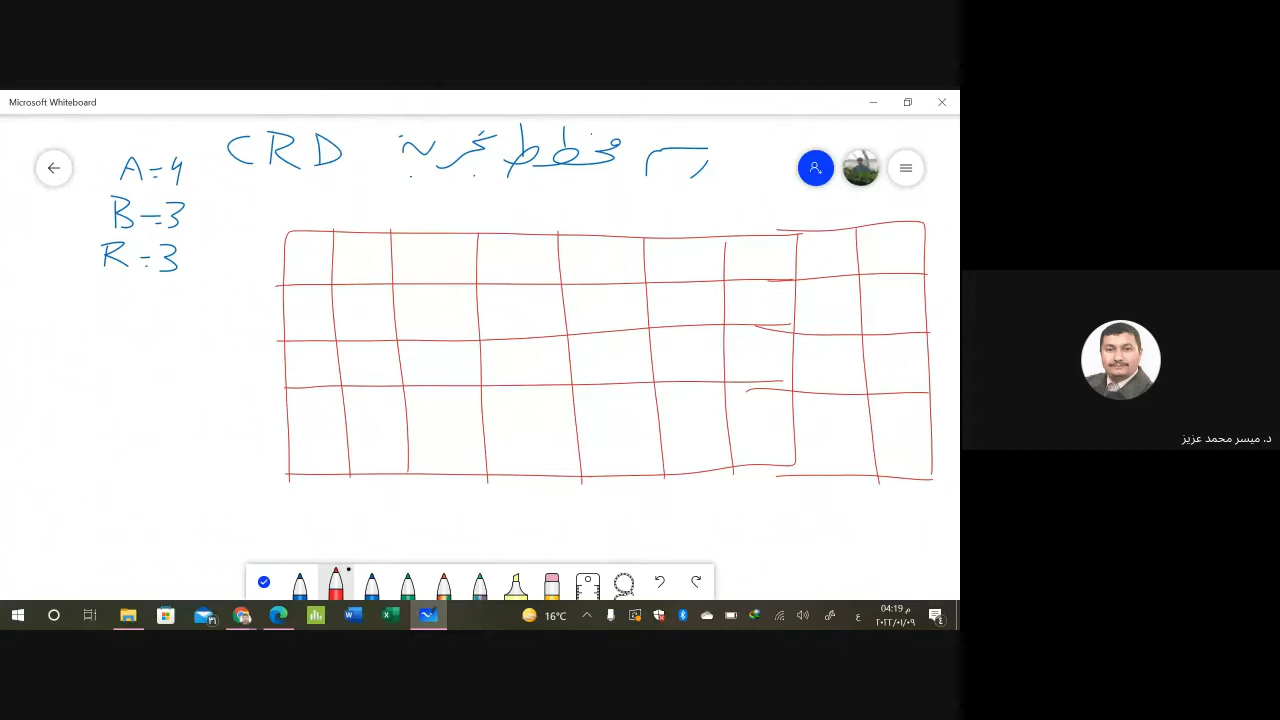 Microsoft Whiteboard
رسم مخطط تجربة CRD
A=4
B=3
R=3
د. ميسر محمد عزيز
16°C
ع
04:19 م
٢٠٢٢/٠١/٠٩